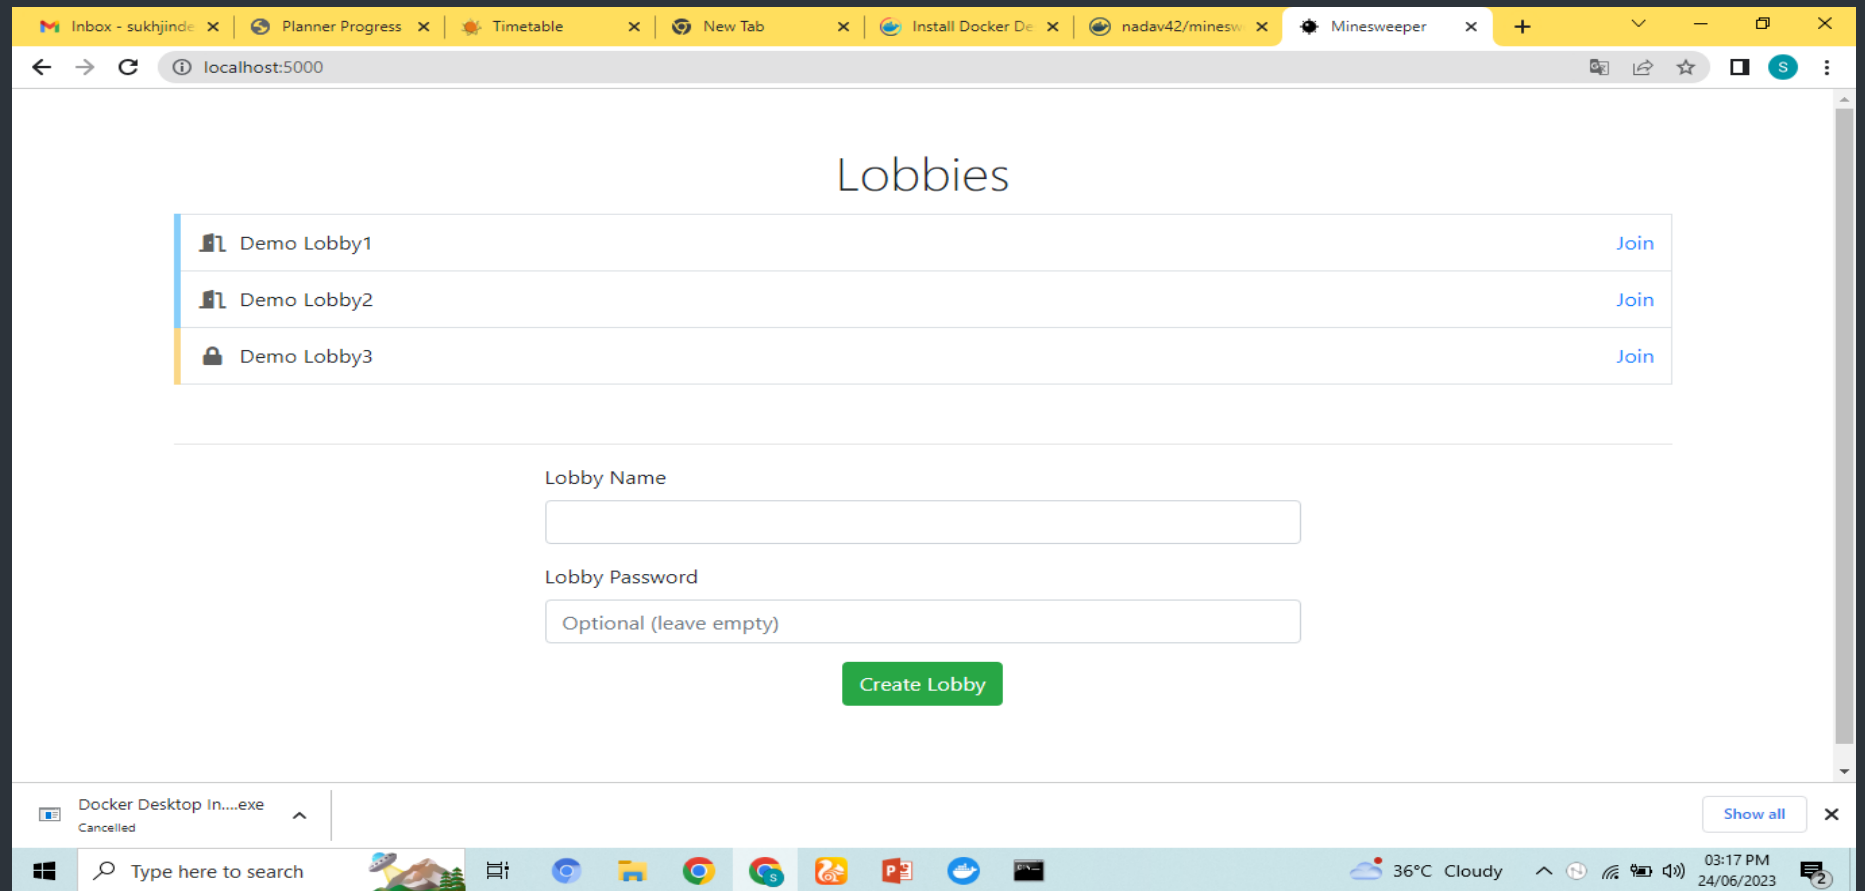 Inbox - sukhjinde
Planner Progress
Timetable
New Tab
Install Docker De
nadav42/minesw
Minesweeper
localhost:5000
S
Lobbies
Demo Lobby1
Join
Demo Lobby2
Join
Demo Lobby3
Join
Lobby Name
Lobby Password
Optional (leave empty)
Create Lobby
Docker Desktop In....exe
Cancelled
Show all
Type here to search
36°C Cloudy
03:17 PM
24/06/2023
2